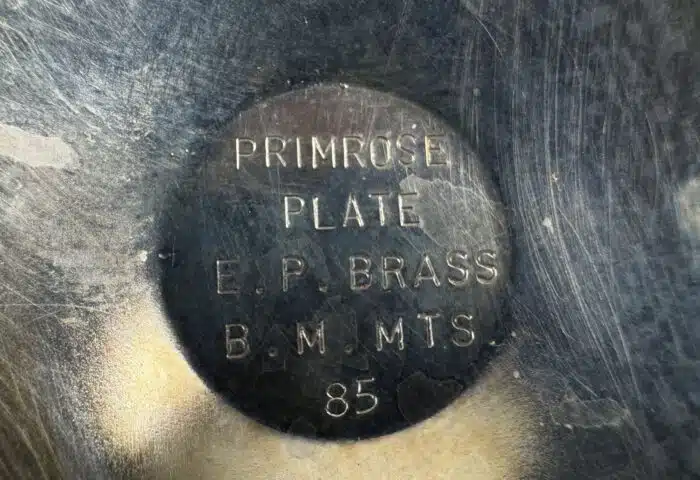 PRIMROSE
PLATE
E.P.BRASS
B.M.MTS.
85